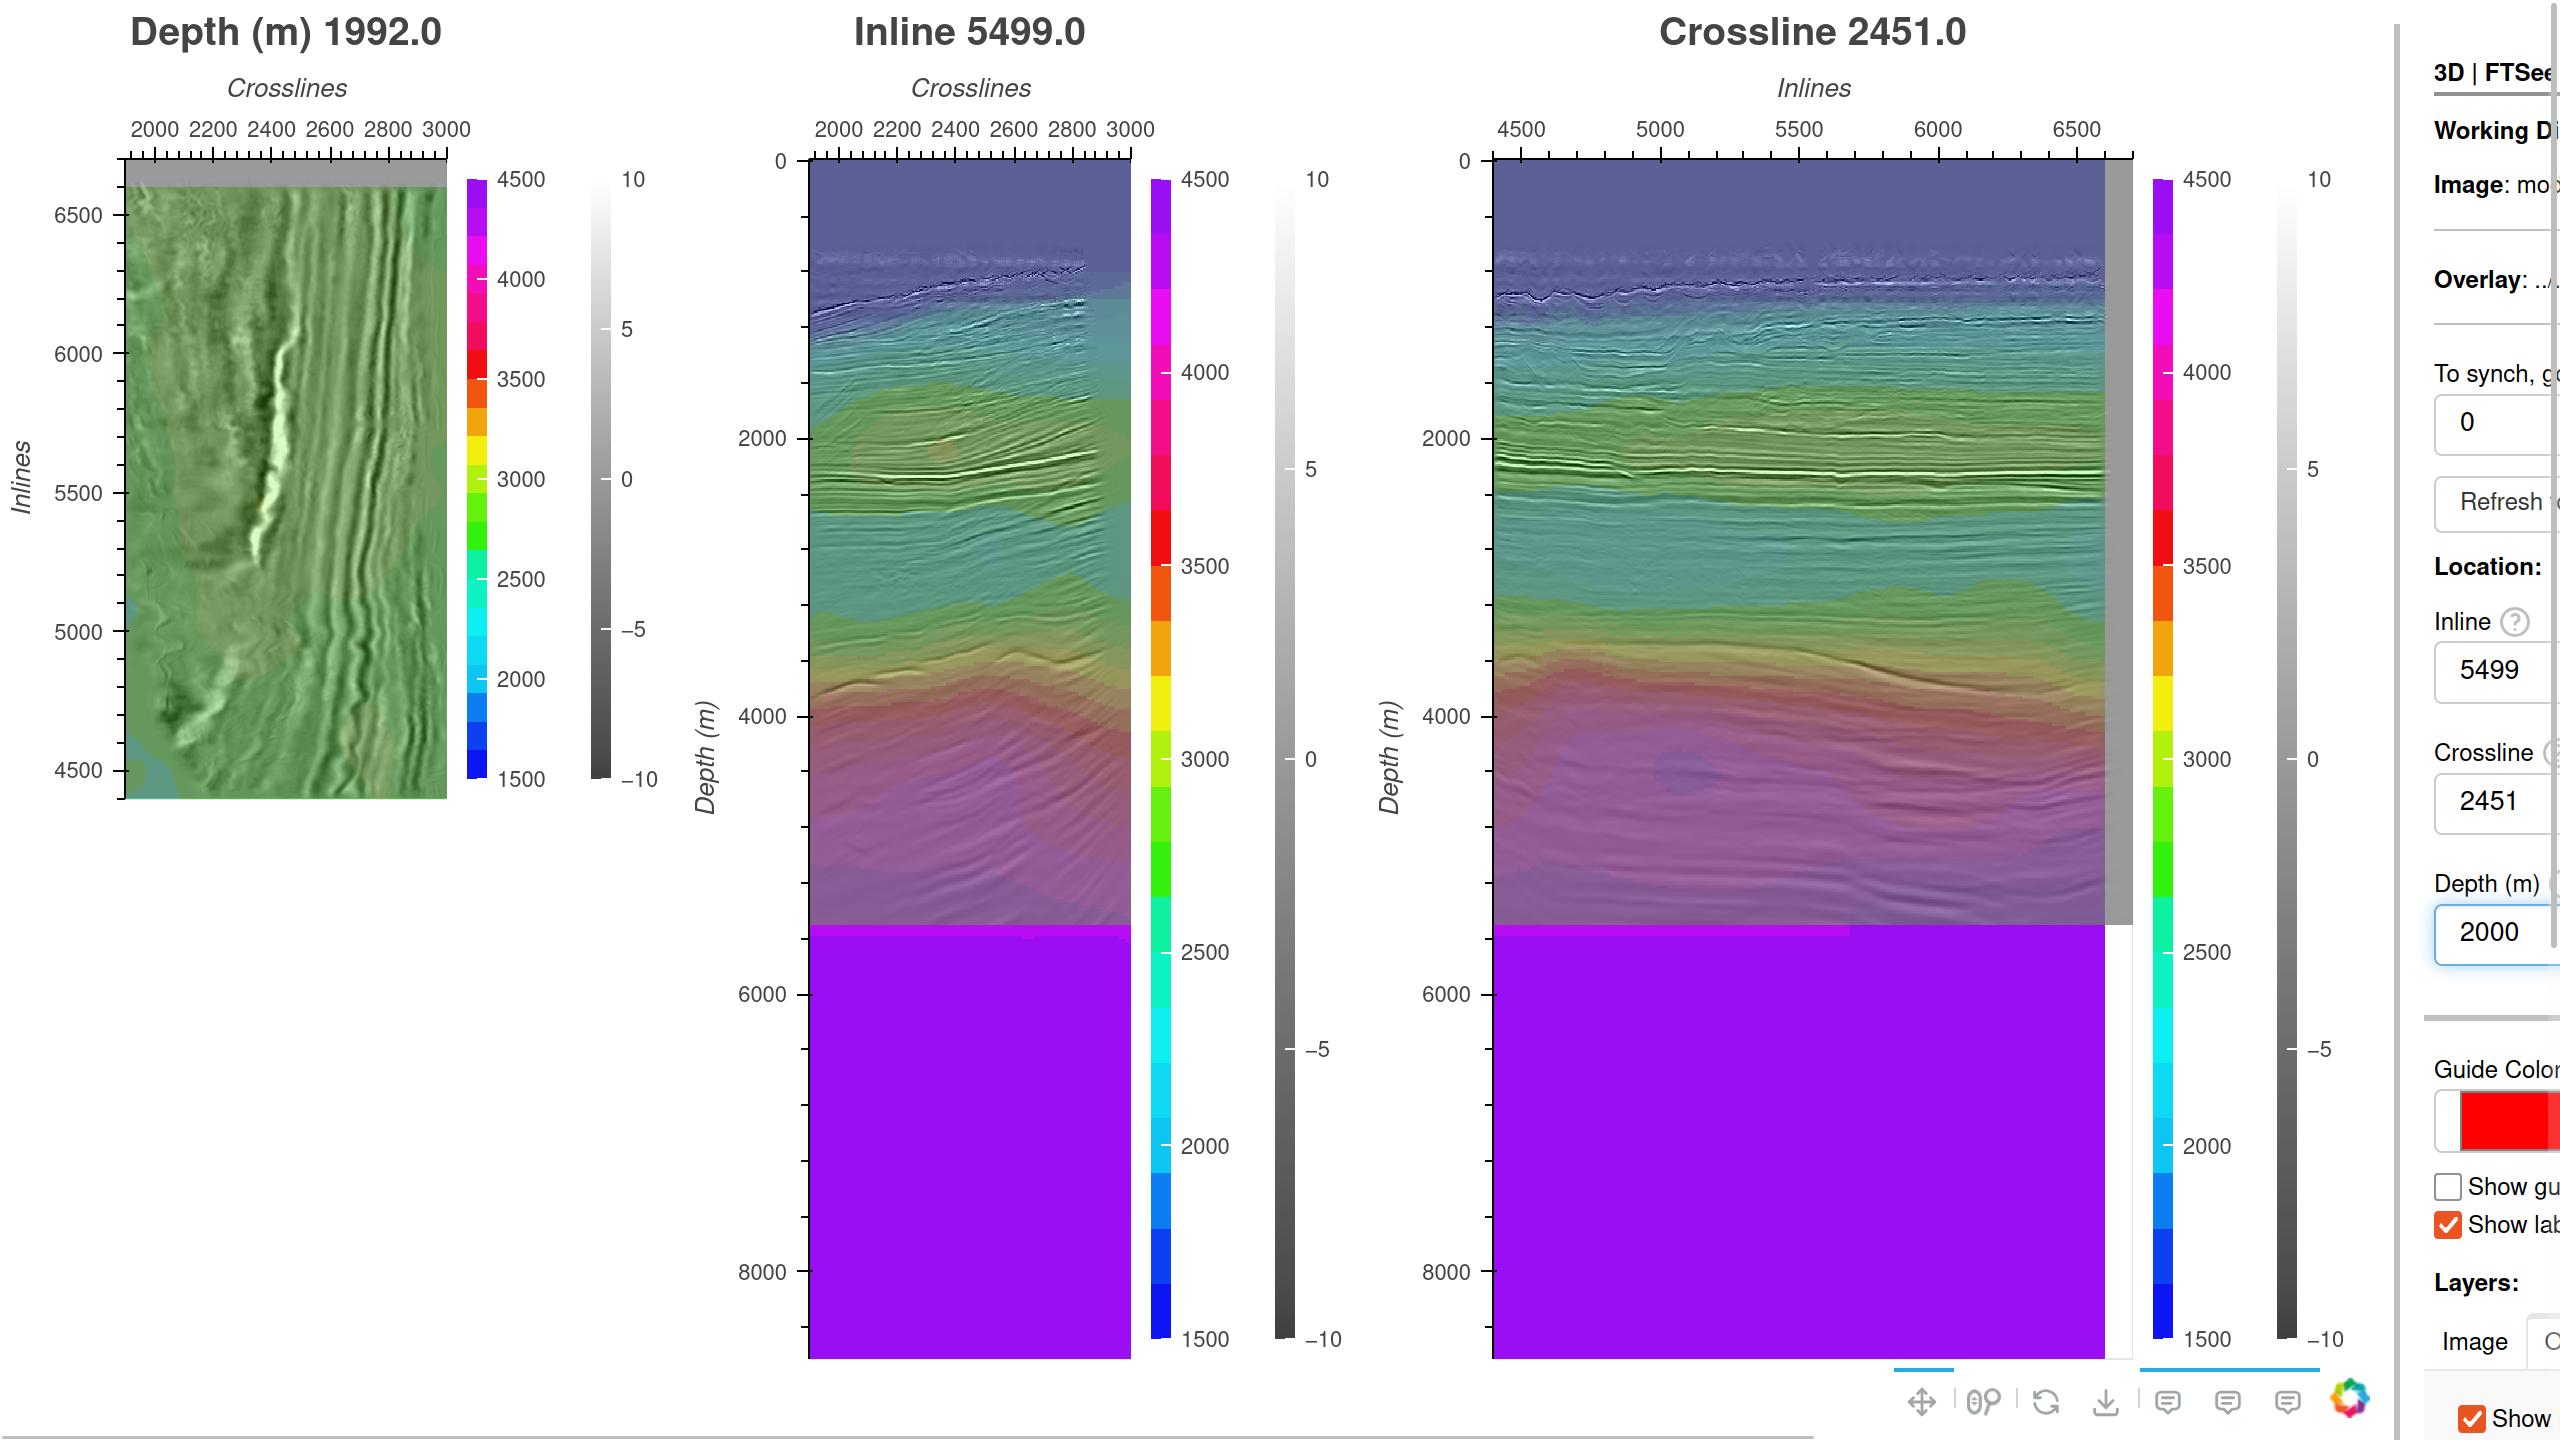 Depth (m) 1992.0
Crosslines
2000 2200 2400 2600 2800 3000
6500
6000
5500
5000
4500
Inlines
4500
4000
3500
3000
2500
2000
1500
10
5
0
−5
−10
Inline 5499.0
Crosslines
2000 2200 2400 2600 2800 3000
0
2000
4000
6000
8000
Depth (m)
4500
4000
3500
3000
2500
2000
1500
10
5
0
−5
−10
Crossline 2451.0
Inlines
4500 5000 5500 6000 6500
0
2000
4000
6000
8000
Depth (m)
4500
4000
3500
3000
2500
2000
1500
10
5
0
−5
−10
3D | FTSee
Working Di
Image: mo
Overlay: ../
To synch, g
0
Refresh
Location:
Inline ?
5499
Crossline
2451
Depth (m)
2000
Guide Color
Show gu
Show lab
Layers:
Image
Show